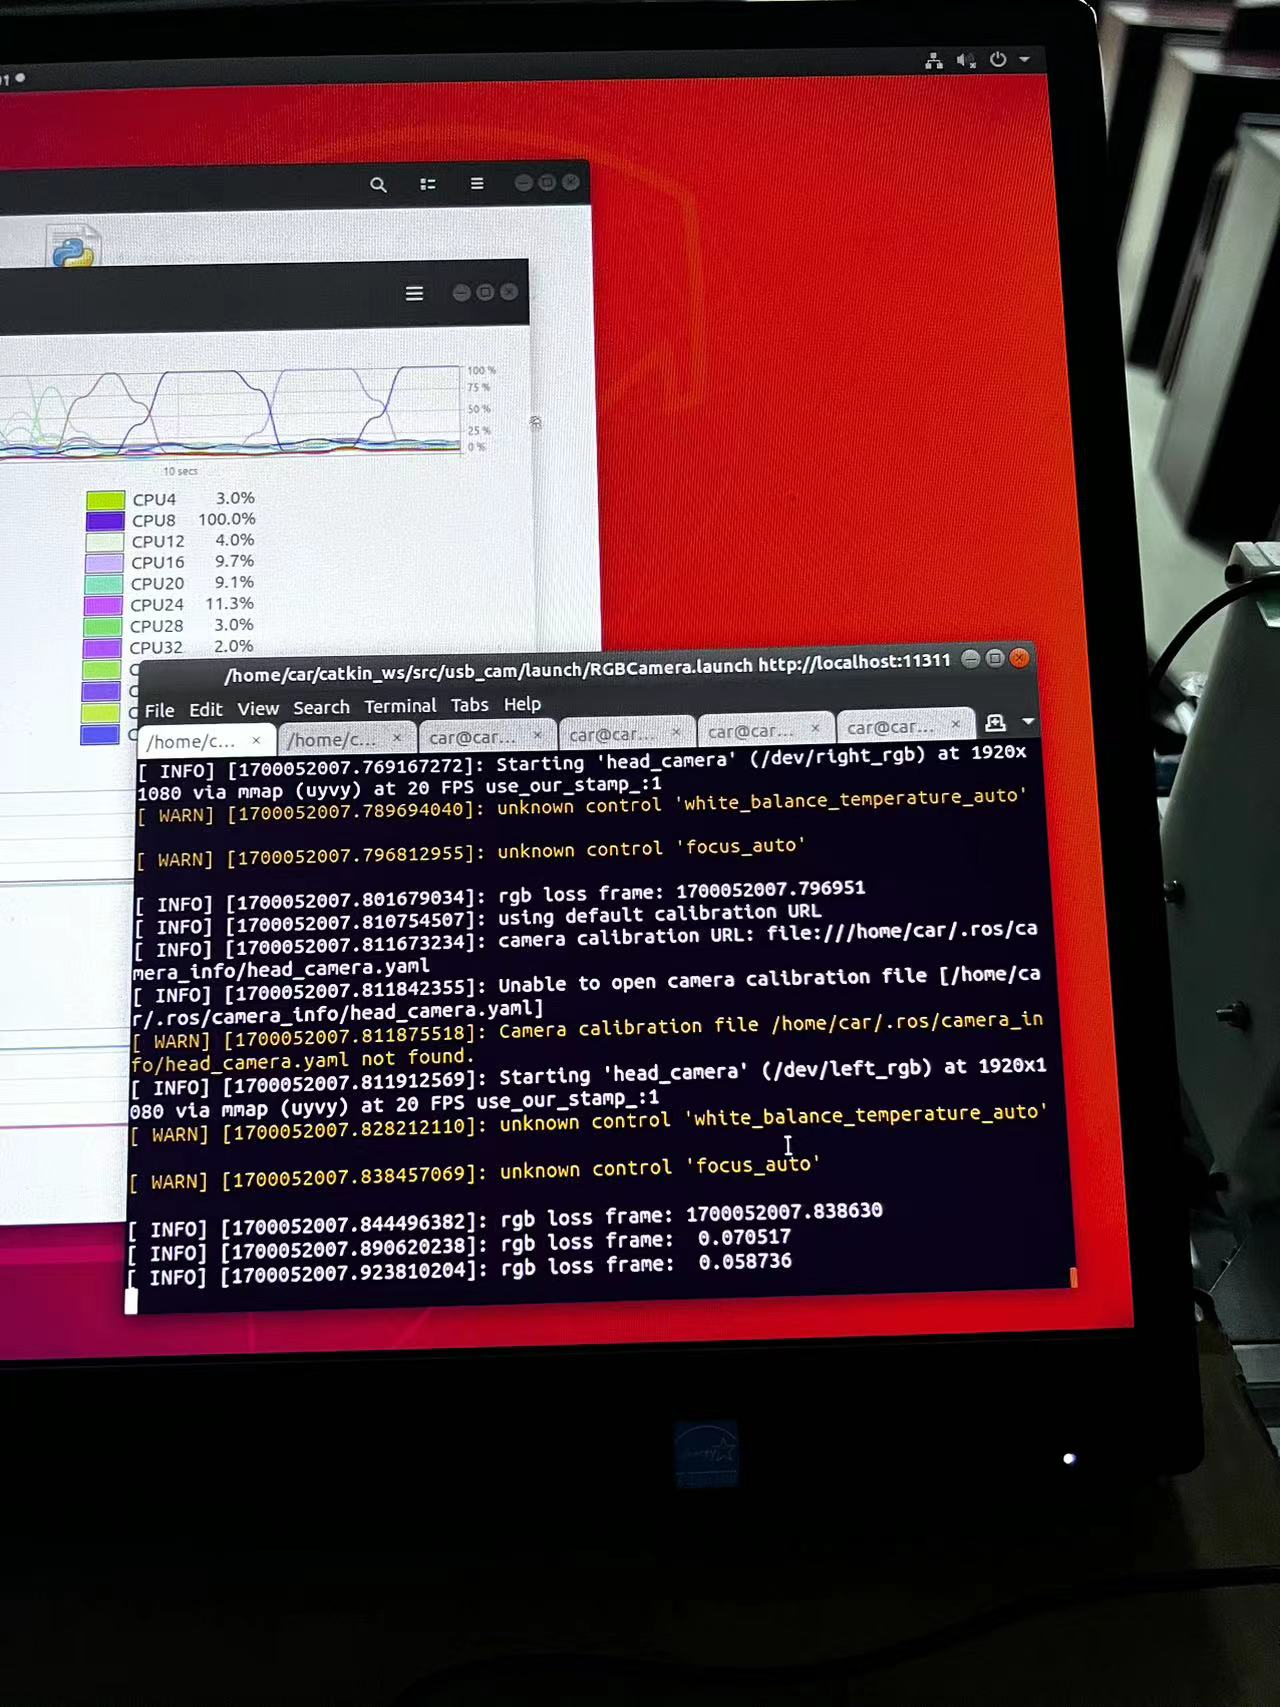 100 %
75 %
50 %
25 %
0 %
10 secs
CPU4 3.0%
CPU8 100.0%
CPU12 4.0%
CPU16 9.7%
CPU20 9.1%
CPU24 11.3%
CPU28 3.0%
CPU32 2.0%
/home/car/catkin_ws/src/usb_cam/launch/RGBCamera.launch http://localhost:11311
File Edit View Search Terminal Tabs Help
/home/c... × /home/c... × car@car... × car@car... × car@car... × car@car... ×
[ INFO] [1700052007.769167272]: Starting 'head_camera' (/dev/right_rgb) at 1920x
1080 via mmap (uyvy) at 20 FPS use_our_stamp_:1
[ WARN] [1700052007.789694040]: unknown control 'white_balance_temperature_auto'
[ WARN] [1700052007.796812955]: unknown control 'focus_auto'
[ INFO] [1700052007.801679034]: rgb loss frame: 1700052007.796951
[ INFO] [1700052007.810754507]: using default calibration URL
[ INFO] [1700052007.811673234]: camera calibration URL: file:///home/car/.ros/ca
mera_info/head_camera.yaml
[ INFO] [1700052007.811842355]: Unable to open camera calibration file [/home/ca
r/.ros/camera_info/head_camera.yaml]
[ WARN] [1700052007.811875518]: Camera calibration file /home/car/.ros/camera_in
fo/head_camera.yaml not found.
[ INFO] [1700052007.811912569]: Starting 'head_camera' (/dev/left_rgb) at 1920x1
080 via mmap (uyvy) at 20 FPS use_our_stamp_:1
[ WARN] [1700052007.828212110]: unknown control 'white_balance_temperature_auto'
[ WARN] [1700052007.838457069]: unknown control 'focus_auto'
[ INFO] [1700052007.844496382]: rgb loss frame: 1700052007.838630
[ INFO] [1700052007.890620238]: rgb loss frame:  0.070517
[ INFO] [1700052007.923810204]: rgb loss frame:  0.058736